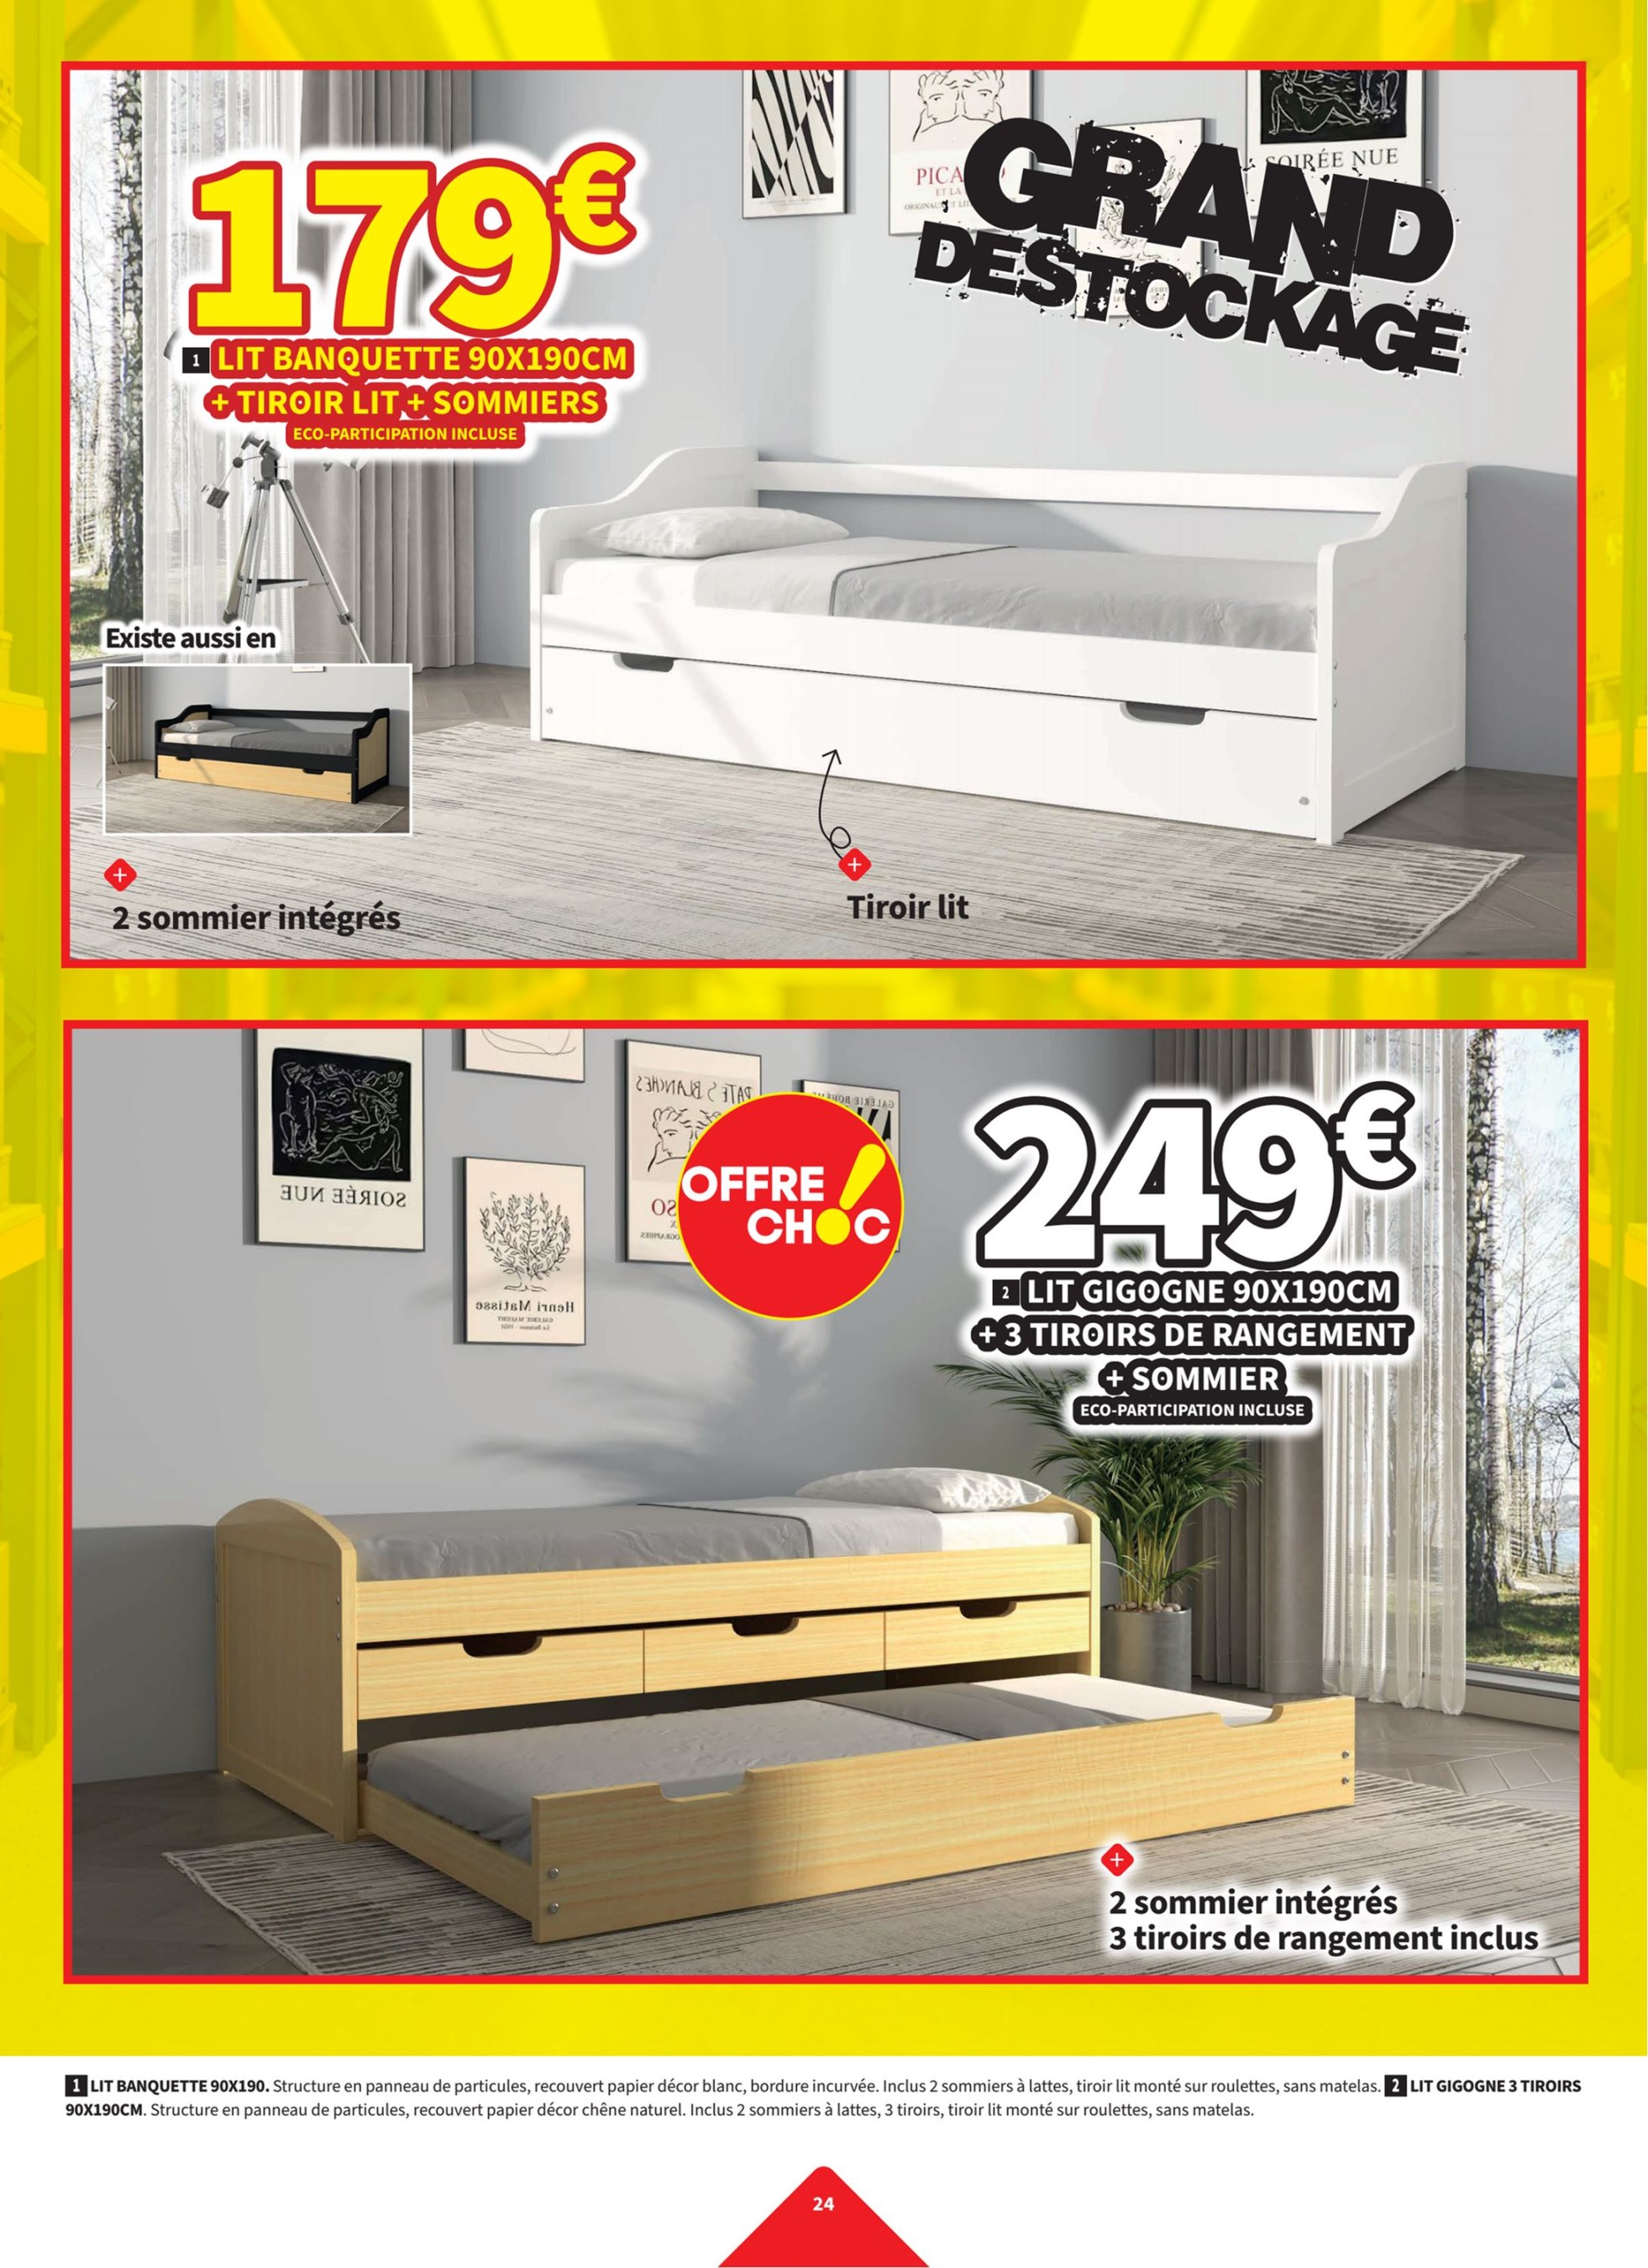 179€
1 LIT BANQUETTE 90X190CM
+ TIROIR LIT + SOMMIERS
ECO-PARTICIPATION INCLUSE
GRAND
DESTOCKAGE
SOIRÉE NUE
Existe aussi en
+
2 sommier intégrés
+
Tiroir lit
SOIRÉE NUE
Henri Matisse
OFFRE
CHOC!
249€
2 LIT GIGOGNE 90X190CM
+ 3 TIROIRS DE RANGEMENT
+ SOMMIER
ECO-PARTICIPATION INCLUSE
+
2 sommier intégrés
3 tiroirs de rangement inclus
1 LIT BANQUETTE 90X190. Structure en panneau de particules, recouvert papier décor blanc, bordure incurvée. Inclus 2 sommiers à lattes, tiroir lit monté sur roulettes, sans matelas. 2 LIT GIGOGNE 3 TIROIRS
90X190CM. Structure en panneau de particules, recouvert papier décor chêne naturel. Inclus 2 sommiers à lattes, 3 tiroirs, tiroir lit monté sur roulettes, sans matelas.
24